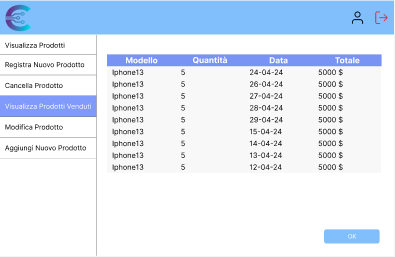 Visualizza Prodotti
Registra Nuovo Prodotto
Cancella Prodotto
Visualizza Prodotti Venduti
Modifica Prodotto
Aggiungi Nuovo Prodotto
Modello Quantità Data Totale
Iphone13 5 24-04-24 5000 $
Iphone13 5 26-04-24 5000 $
Iphone13 5 27-04-24 5000 $
Iphone13 5 28-04-24 5000 $
Iphone13 5 29-04-24 5000 $
Iphone13 5 15-04-24 5000 $
Iphone13 5 14-04-24 5000 $
Iphone13 5 13-04-24 5000 $
Iphone13 5 12-04-24 5000 $
OK